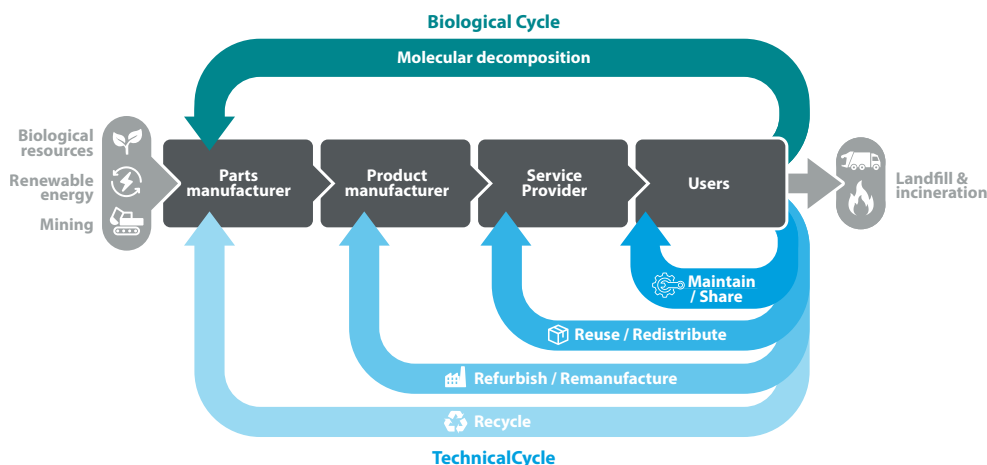 Biological Cycle
Molecular decomposition
Biological
resources
Renewable
energy
Mining
Parts
manufacturer
Product
manufacturer
Service
Provider
Users
Landfill &
incineration
Maintain
/ Share
Reuse / Redistribute
Refurbish / Remanufacture
Recycle
TechnicalCycle